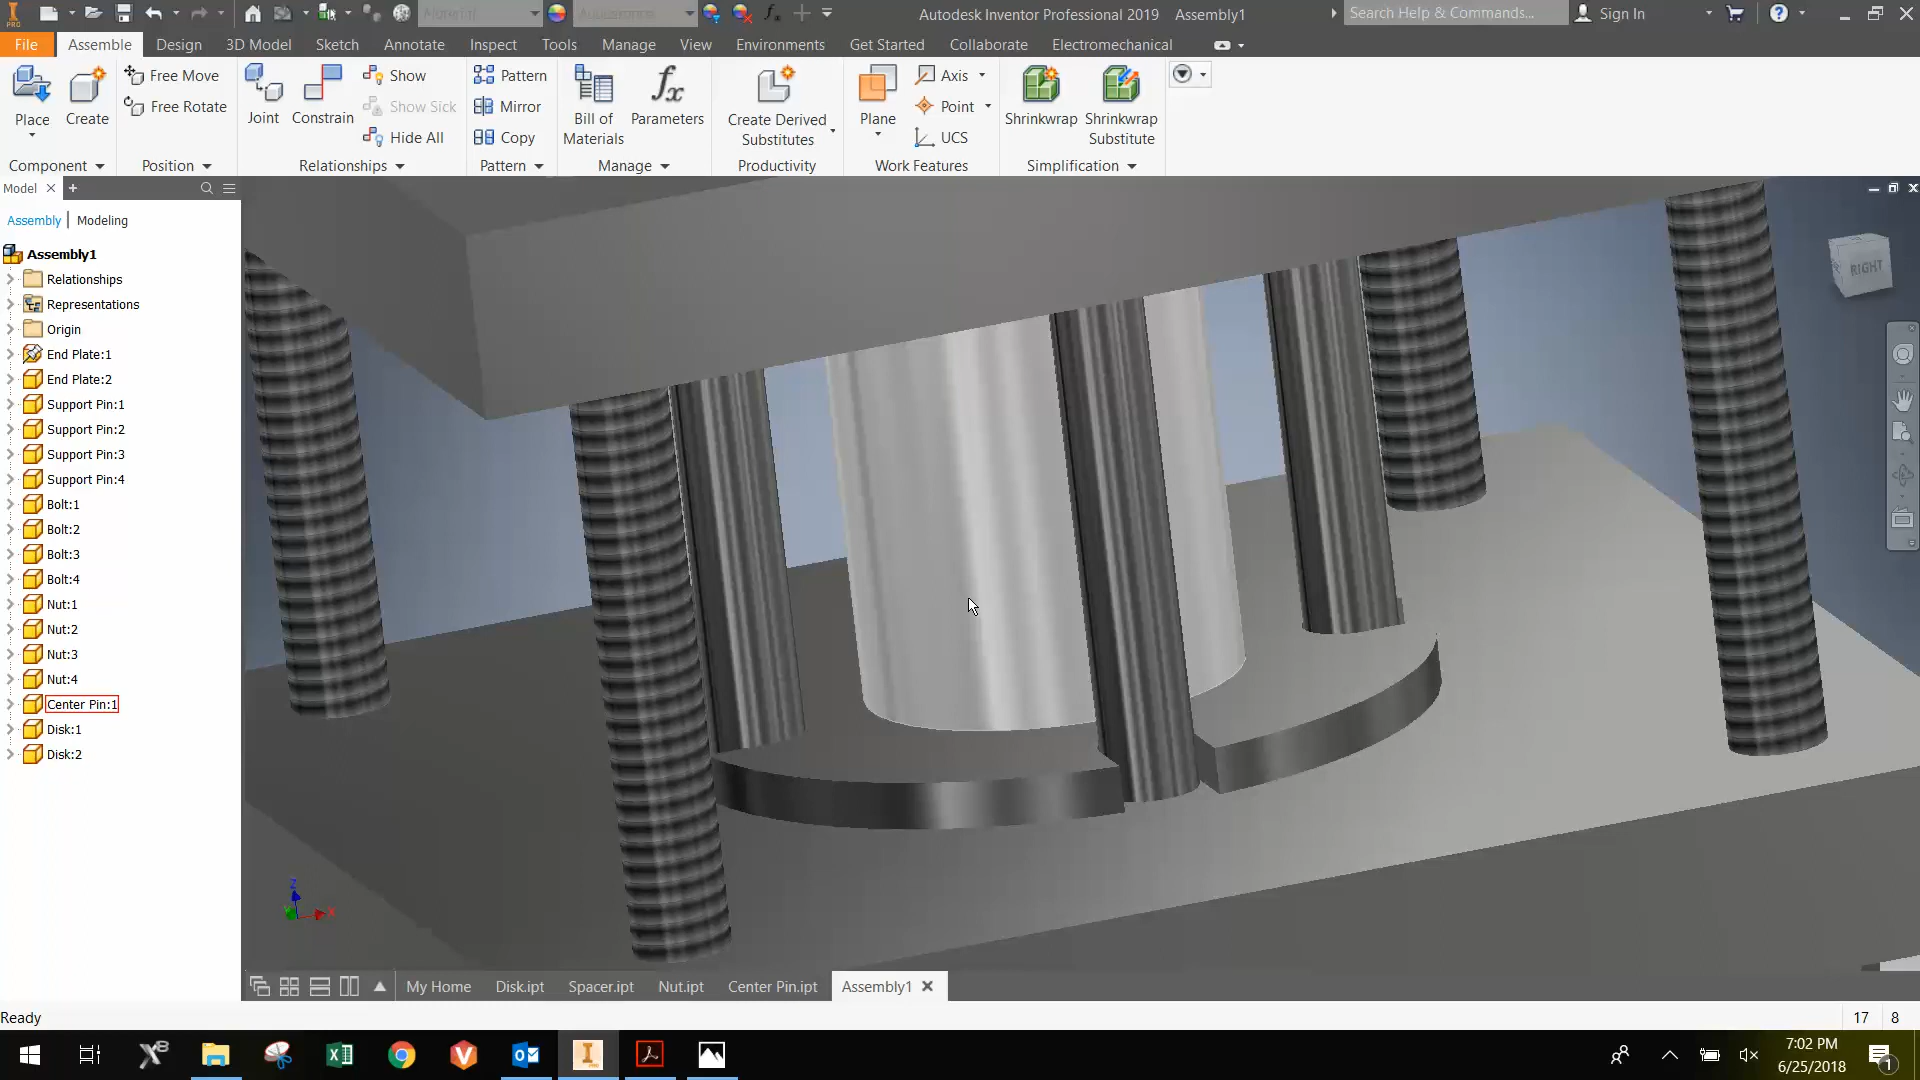 PRO
Material
Appearance
Autodesk Inventor Professional 2019 Assembly1
Search Help & Commands...
Sign In
File Assemble Design 3D Model Sketch Annotate Inspect Tools Manage View Environments Get Started Collaborate Electromechanical
Place
Create
Free Move
Free Rotate
Component
Position
Joint
Constrain
Show
Show Sick
Hide All
Relationships
Pattern
Mirror
Copy
Pattern
Bill of
Materials
Parameters
Manage
Create Derived
Substitutes
Productivity
Plane
Axis
Point
UCS
Work Features
Shrinkwrap
Shrinkwrap
Substitute
Simplification
Model
Assembly | Modeling
Assembly1
Relationships
Representations
Origin
End Plate:1
End Plate:2
Support Pin:1
Support Pin:2
Support Pin:3
Support Pin:4
Bolt:1
Bolt:2
Bolt:3
Bolt:4
Nut:1
Nut:2
Nut:3
Nut:4
Center Pin:1
Disk:1
Disk:2
RIGHT
Z
X
My Home Disk.ipt Spacer.ipt Nut.ipt Center Pin.ipt Assembly1
Ready
17 8
7:02 PM
6/25/2018
1